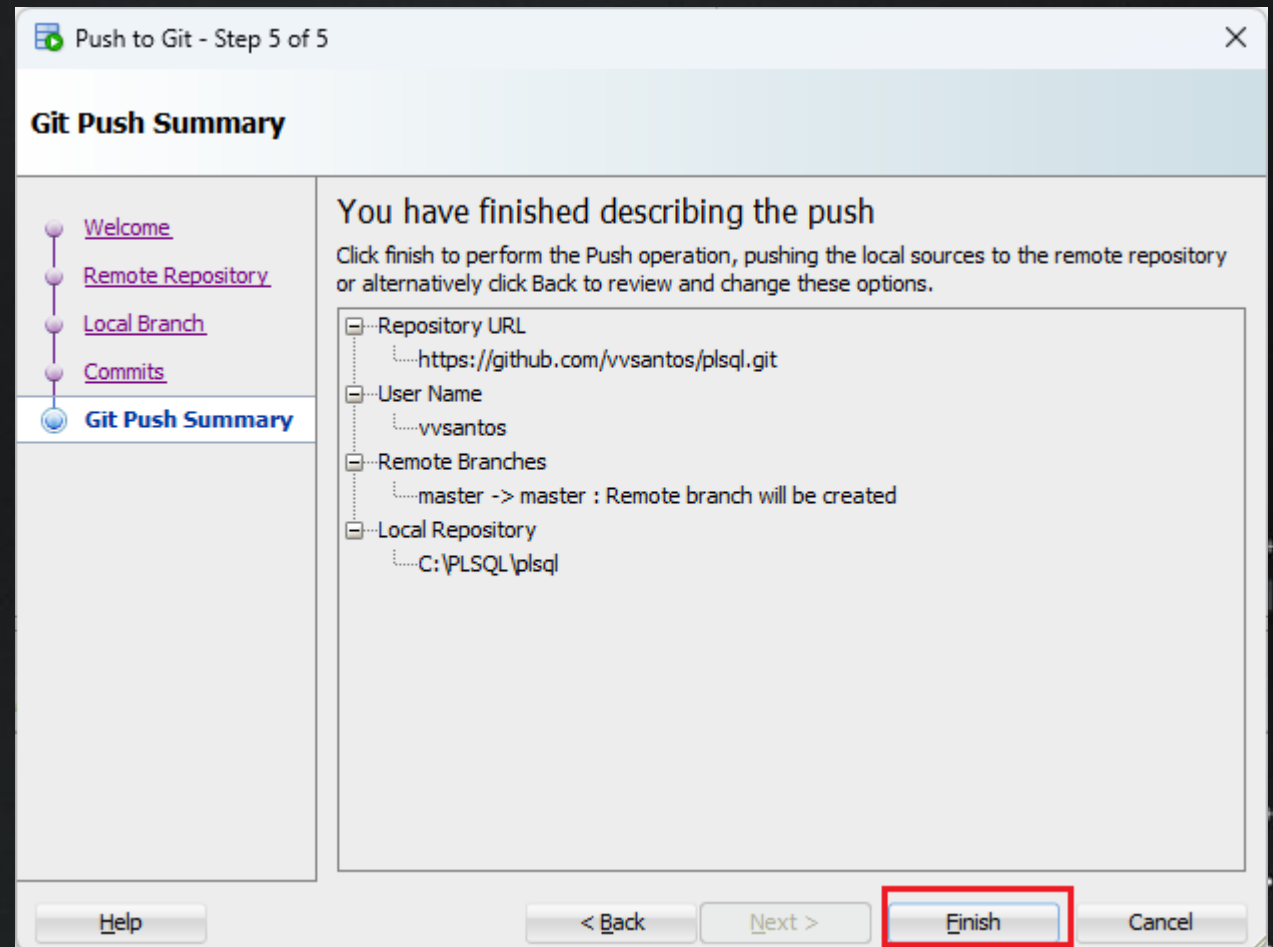 Push to Git - Step 5 of 5
Git Push Summary
Welcome
Remote Repository
Local Branch
Commits
Git Push Summary
You have finished describing the push
Click finish to perform the Push operation, pushing the local sources to the remote repository
or alternatively click Back to review and change these options.
Repository URL
https://github.com/vvsantos/plsql.git
User Name
vvsantos
Remote Branches
master -> master : Remote branch will be created
Local Repository
C:\PLSQL\plsql
Help
< Back
Next >
Finish
Cancel